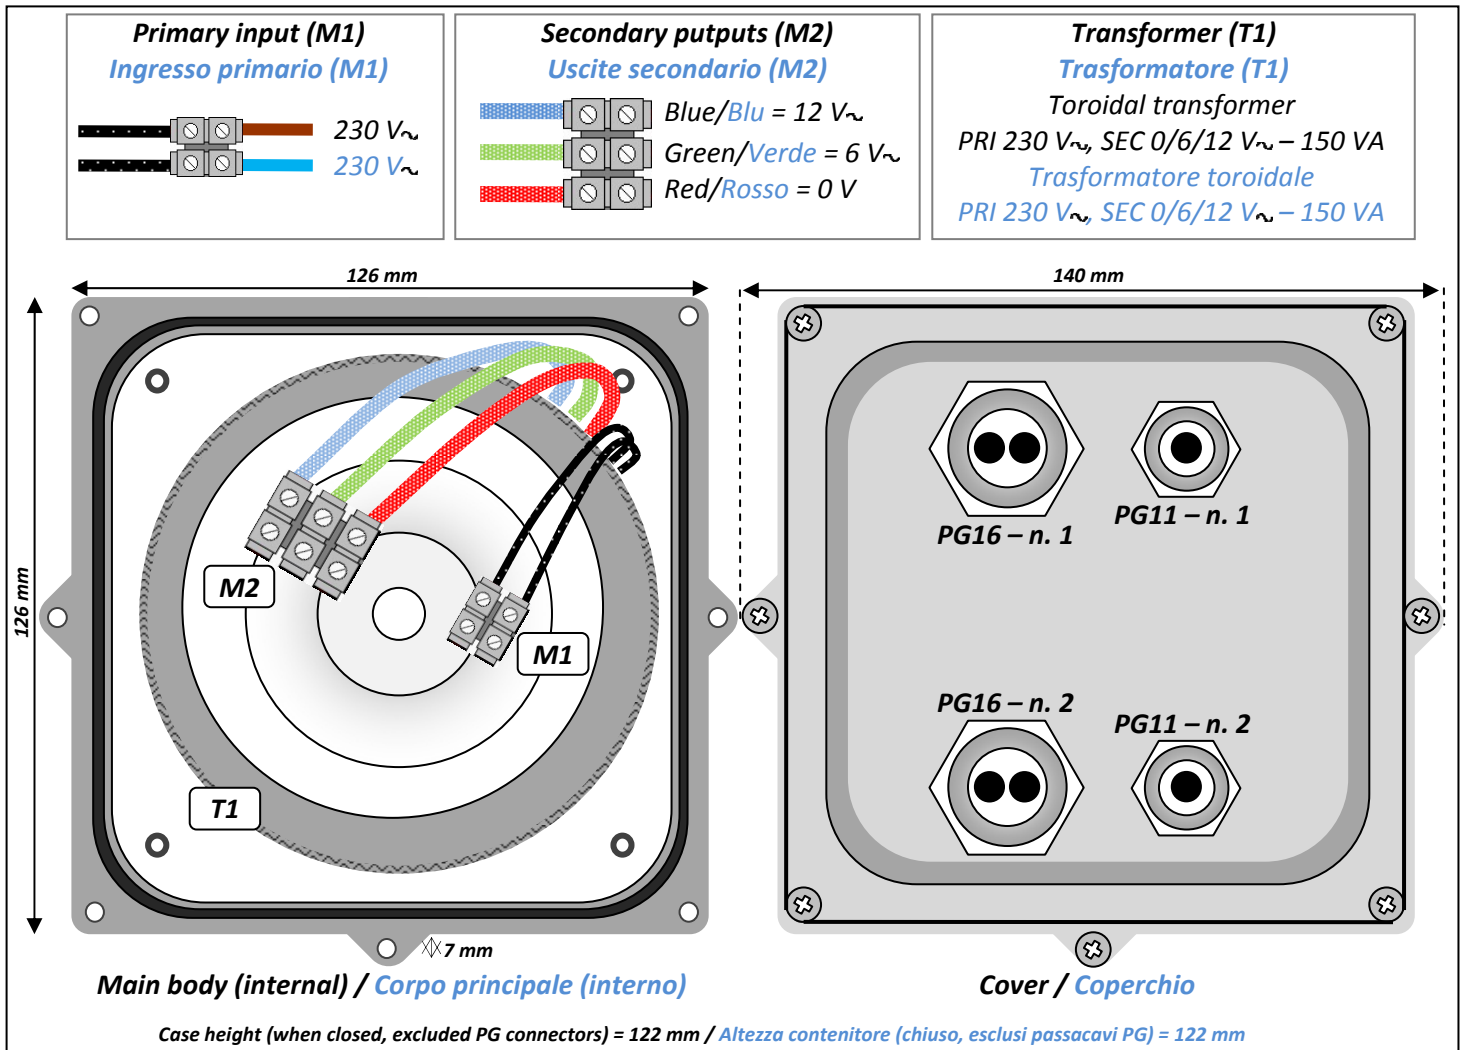 Primary input (M1)
Ingresso primario (M1)
230 V~
230 V~
Secondary putputs (M2)
Uscite secondario (M2)
Blue/Blu = 12 V~
Green/Verde = 6 V~
Red/Rosso = 0 V
Transformer (T1)
Trasformatore (T1)
Toroidal transformer
PRI 230 V~, SEC 0/6/12 V~ – 150 VA
Trasformatore toroidale
PRI 230 V~, SEC 0/6/12 V~ – 150 VA
126 mm
140 mm
126 mm
M2
M1
T1
7 mm
PG16 – n. 1
PG11 – n. 1
PG16 – n. 2
PG11 – n. 2
Main body (internal) / Corpo principale (interno)
Cover / Coperchio
Case height (when closed, excluded PG connectors) = 122 mm / Altezza contenitore (chiuso, esclusi passacavi PG) = 122 mm